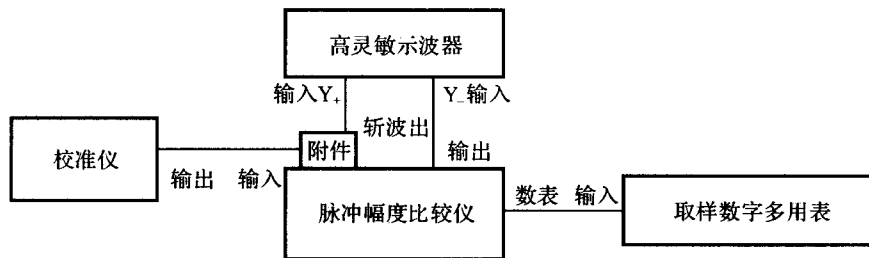 高灵敏示波器
输入Y+ Y-输入
校准仪
附件
斩波出
输出 输入
输出
脉冲幅度比较仪
数表 输入
取样数字多用表